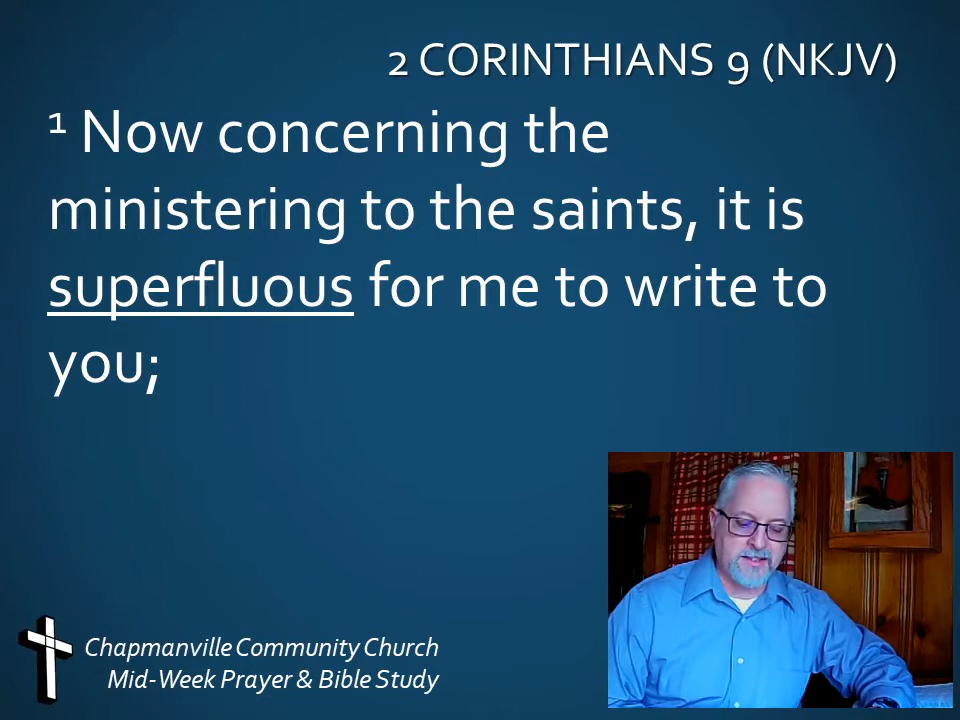 2 CORINTHIANS 9 (NKJV)
¹ Now concerning the
ministering to the saints, it is
superfluous for me to write to
you;
Chapmanville Community Church
Mid-Week Prayer & Bible Study